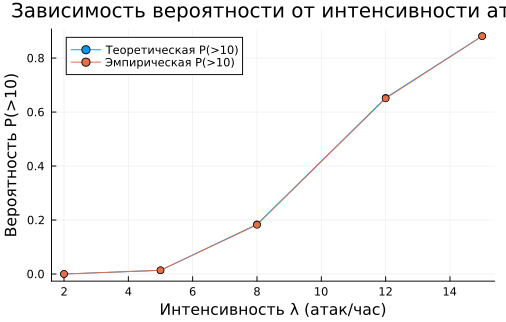 Зависимость вероятности от интенсивности ат
Теоретическая P(>10)
Эмпирическая P(>10)
Вероятность P(>10)
0.8
0.6
0.4
0.2
0.0
2 4 6 8 10 12 14
Интенсивность λ (атак/час)